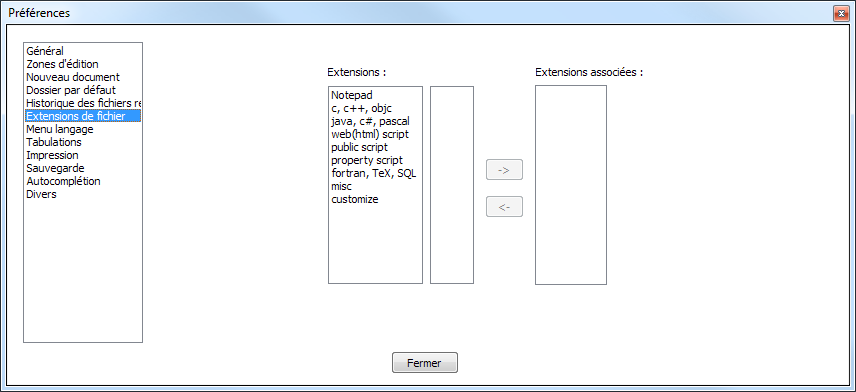 Préférences
Général
Zones d'édition
Nouveau document
Dossier par défaut
Historique des fichiers re
Extensions de fichier
Menu langage
Tabulations
Impression
Sauvegarde
Autocomplétion
Divers
Extensions :
Notepad
c, c++, objc
java, c#, pascal
web(html) script
public script
property script
fortran, TeX, SQL
misc
customize
->
<-
Extensions associées :
Fermer